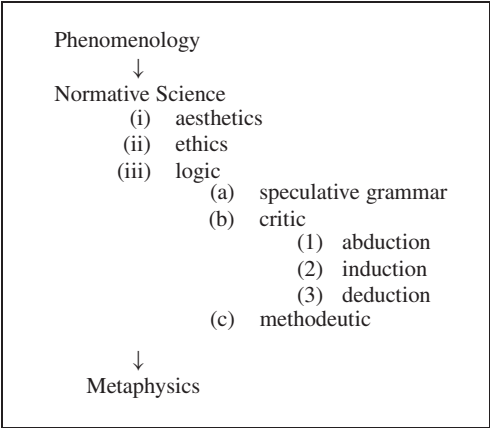 Phenomenology
↓
Normative Science
(i) aesthetics
(ii) ethics
(iii) logic
(a) speculative grammar
(b) critic
(1) abduction
(2) induction
(3) deduction
(c) methodeutic
↓
Metaphysics